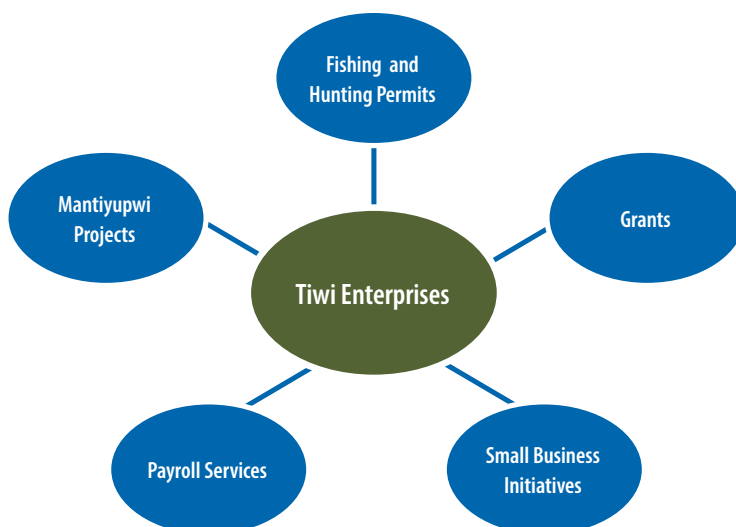 Fishing and
Hunting Permits
Mantiyupwi
Projects
Grants
Tiwi Enterprises
Payroll Services
Small Business
Initiatives